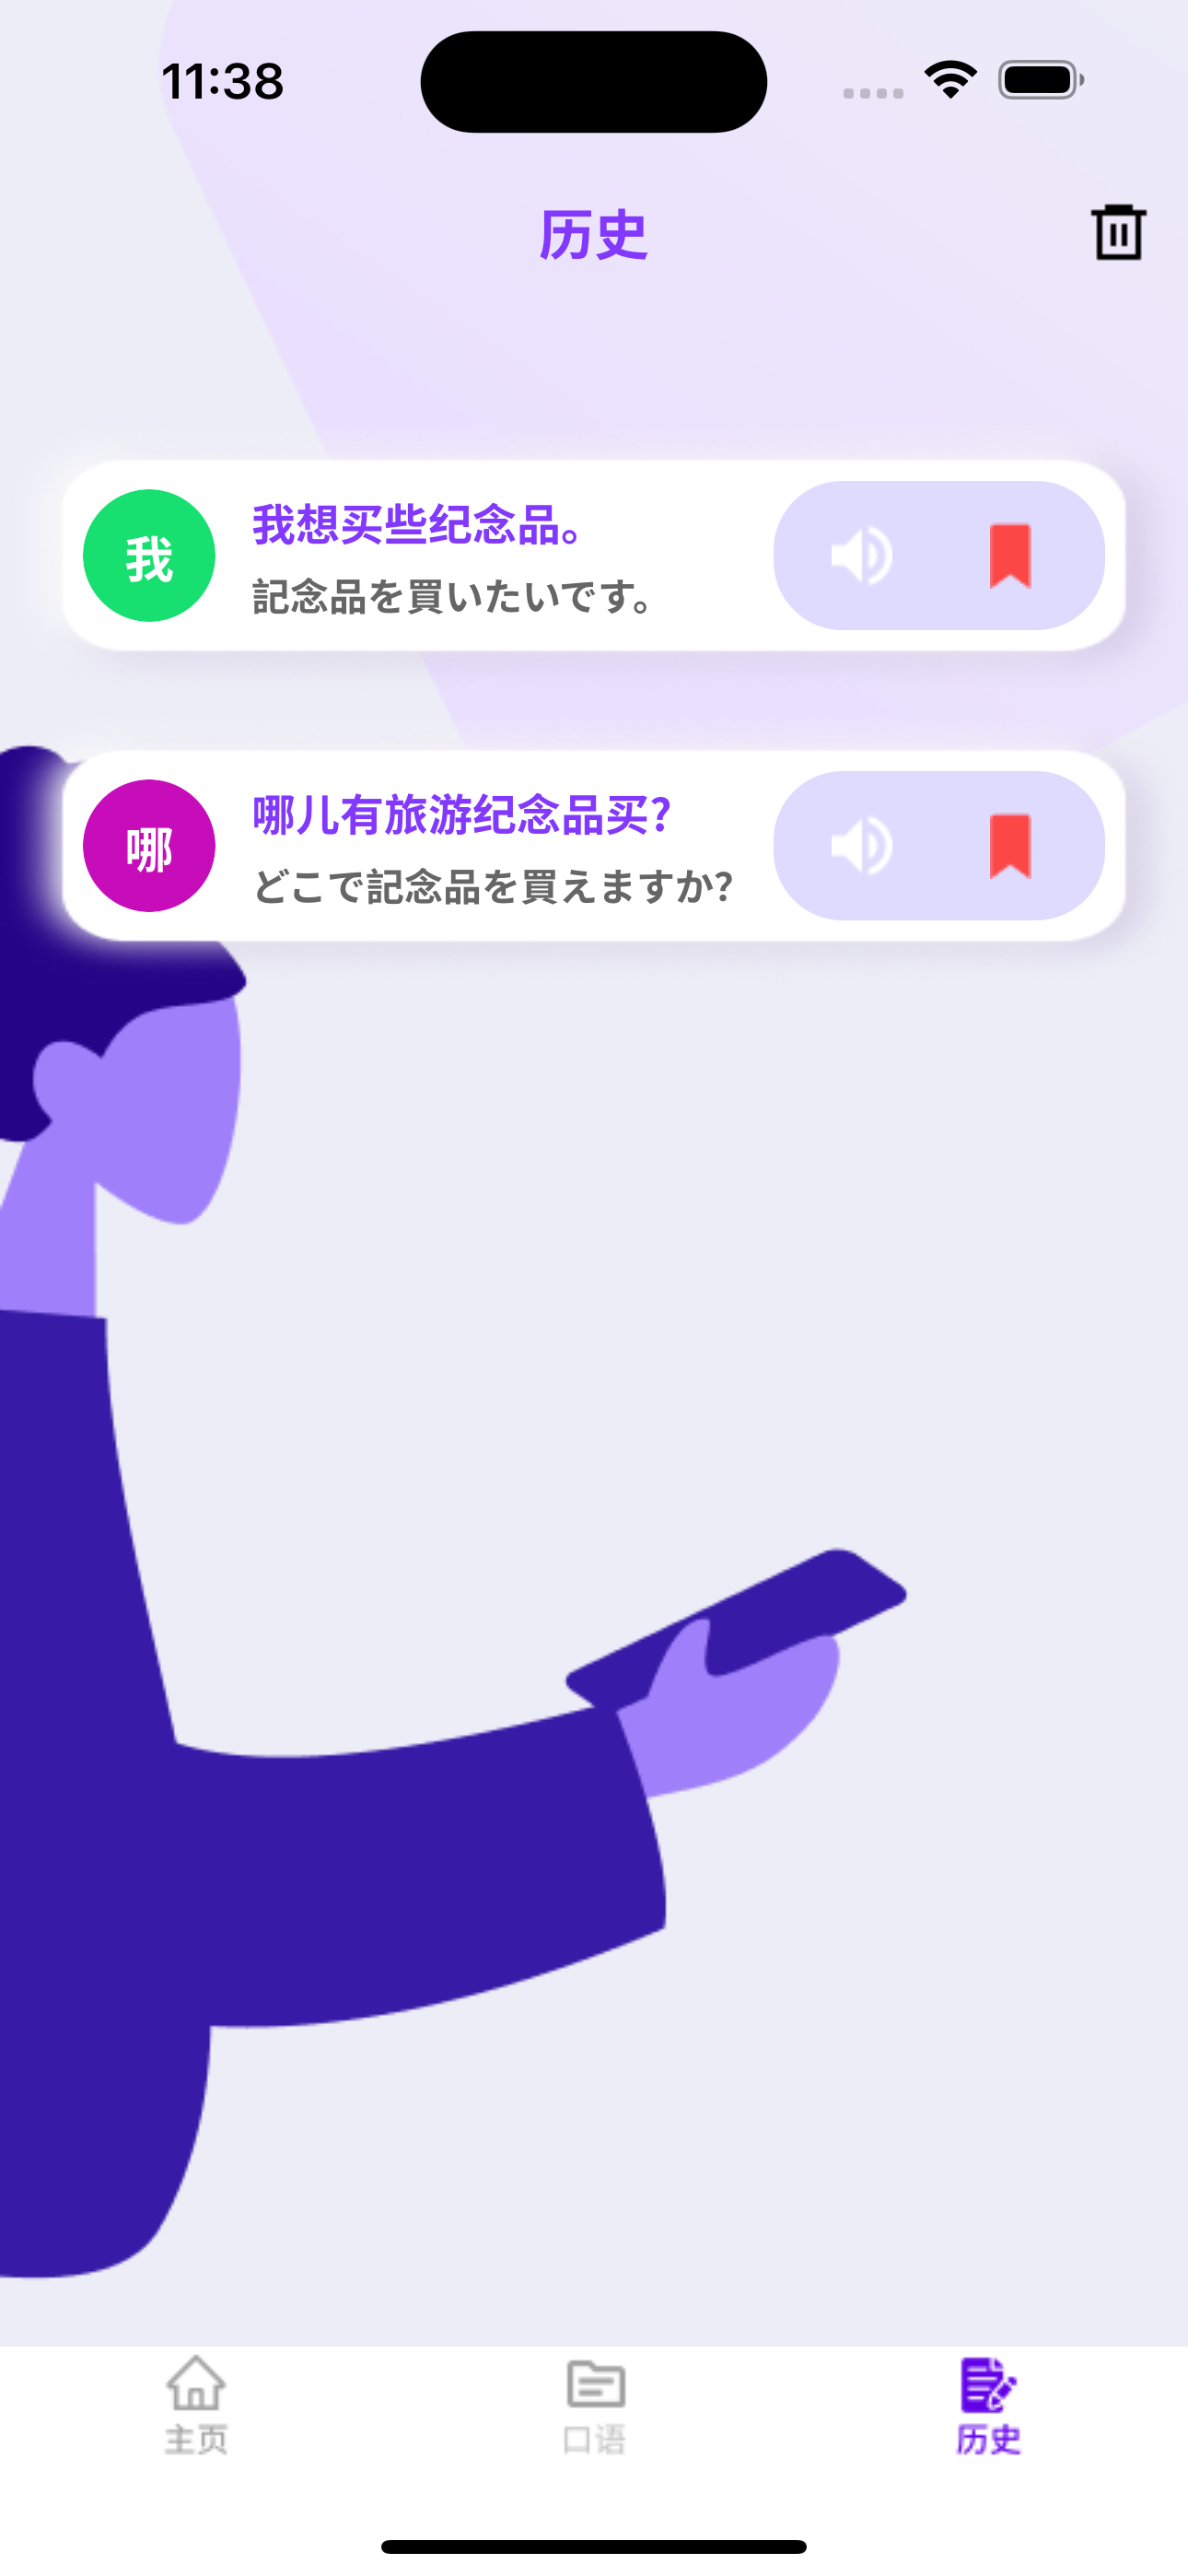 11:38
历史
我
我想买些纪念品。
記念品を買いたいです。
哪
哪儿有旅游纪念品买?
どこで記念品を買えますか?
主页
口语
历史